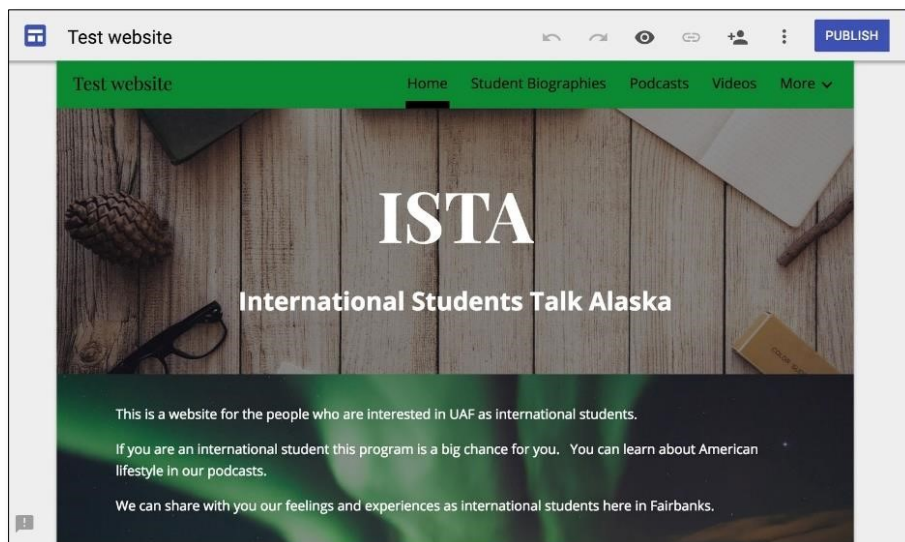 Test website
PUBLISH
Test website
Home Student Biographies Podcasts Videos More
ISTA
International Students Talk Alaska
This is a website for the people who are interested in UAF as international students.
If you are an international student this program is a big chance for you. You can learn about American
lifestyle in our podcasts.
We can share with you our feelings and experiences as international students here in Fairbanks.